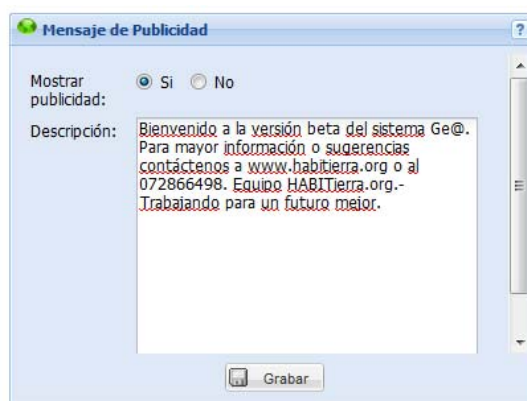 Mensaje de Publicidad
?
Mostrar publicidad:
Si No
Descripción:
Bienvenido a la versión beta del sistema Ge@.
Para mayor información o sugerencias
contáctenos a www.habitierra.org o al
072866498. Equipo HABITierra.org.-
Trabajando para un futuro mejor.
Grabar